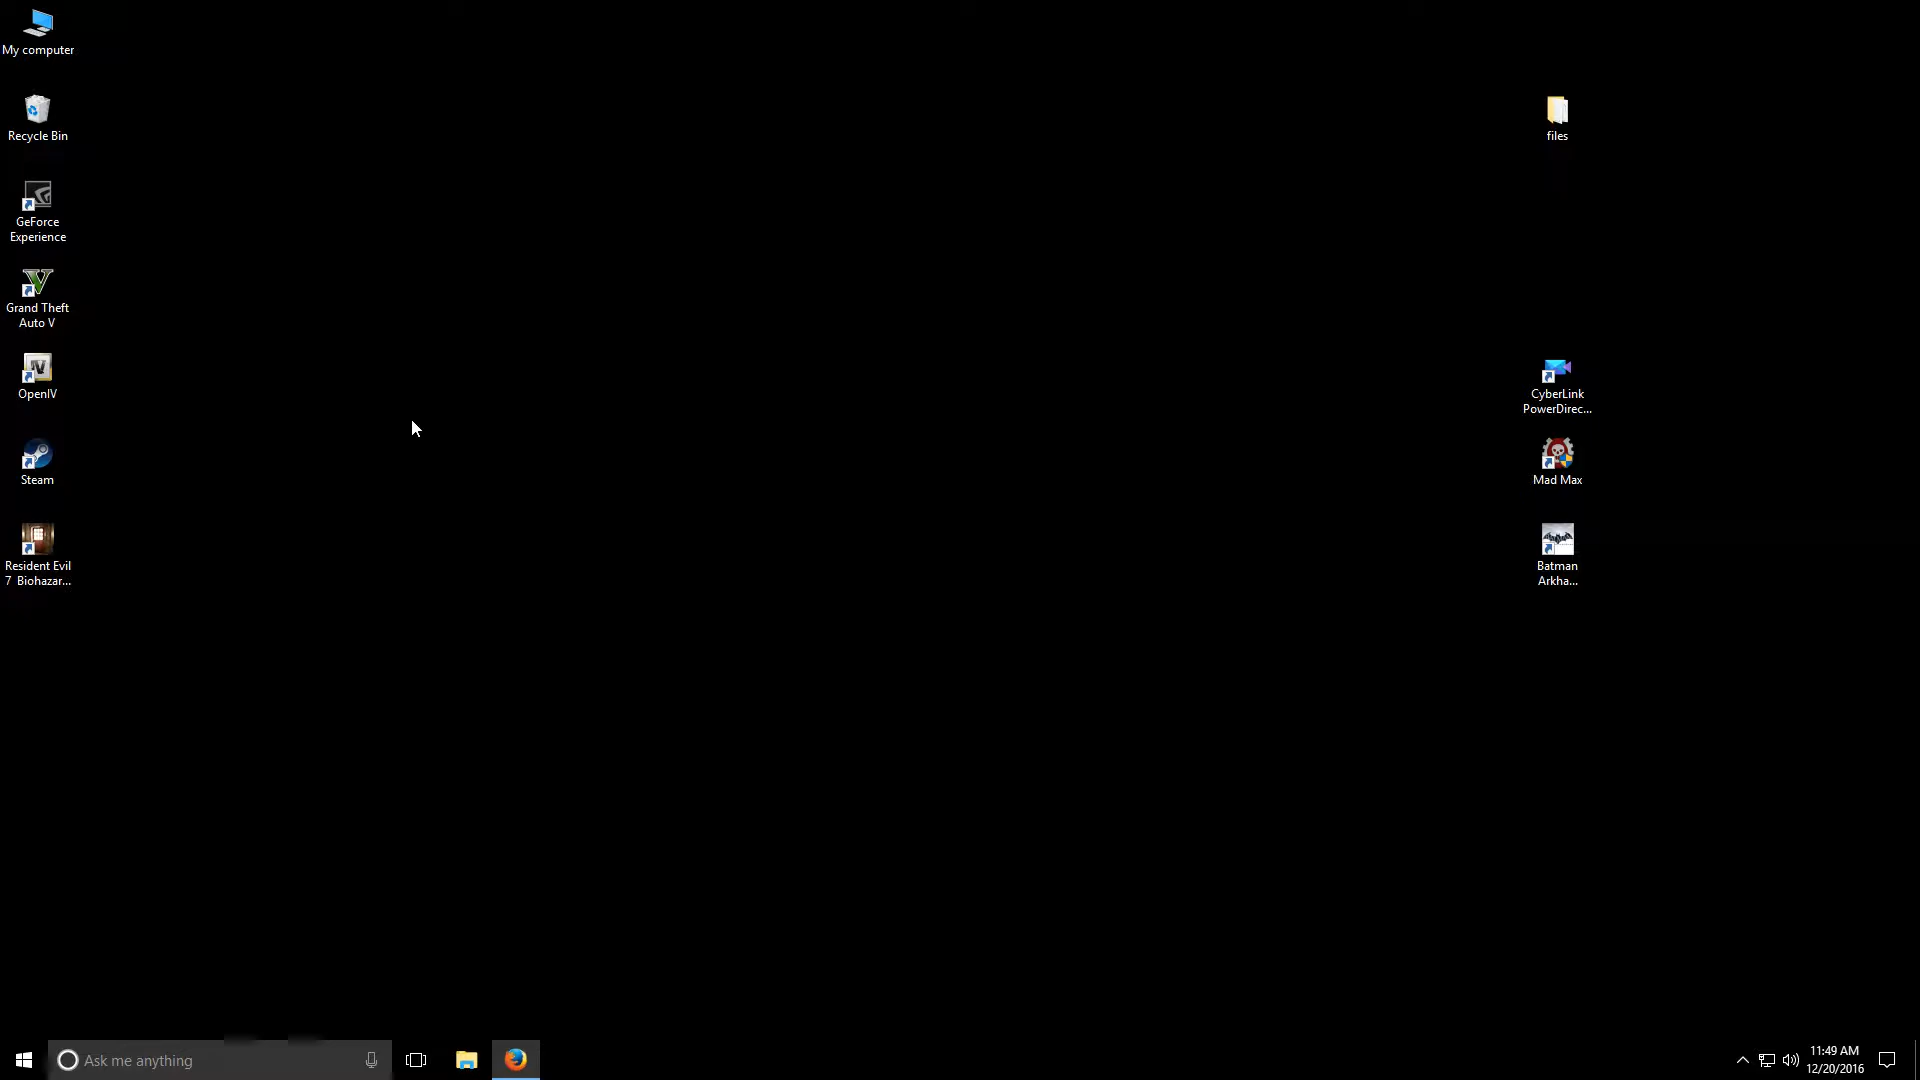 My computer
Recycle Bin
GeForce
Experience
Grand Theft
Auto V
OpenIV
Steam
Resident Evil
7 Biohazar...
files
CyberLink
PowerDirec...
Mad Max
Batman
Arkha...
Ask me anything
11:49 AM
12/20/2016